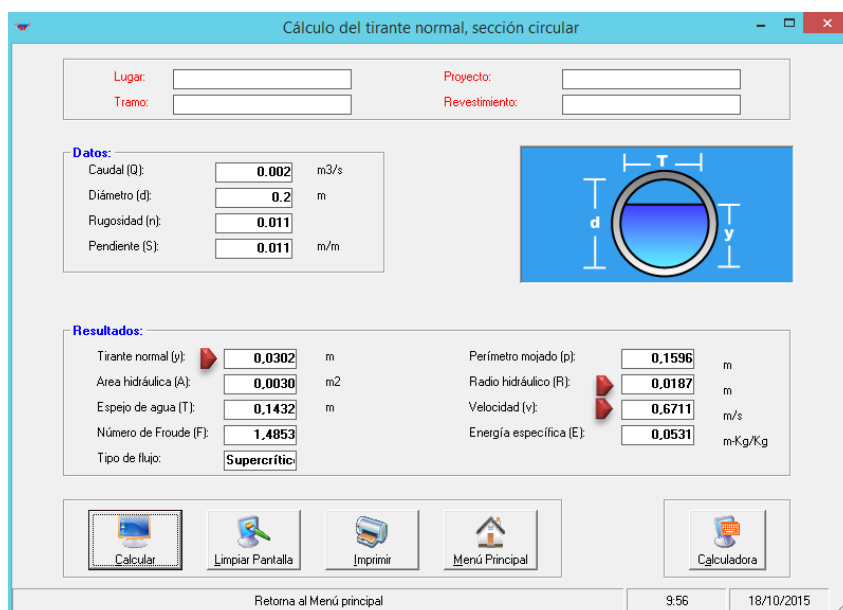 Cálculo del tirante normal, sección circular
Lugar: Proyecto:
Tramo: Revestimiento:
Datos:
Caudal (Q): 0.002 m3/s
Diámetro (d): 0.2 m
Rugosidad (n): 0.011
Pendiente (S): 0.011 m/m
T
d
y
Resultados:
Tirante normal (y): 0,0302 m Perímetro mojado (p): 0,1596 m
Area hidráulica (A): 0,0030 m2 Radio hidráulico (R): 0,0187 m
Espejo de agua (T): 0,1432 m Velocidad (v): 0,6711 m/s
Número de Froude (F): 1,4853 Energía específica (E): 0,0531 m-Kg/Kg
Tipo de flujo: Supercrític
Calcular Limpiar Pantalla Imprimir Menú Principal Calculadora
Retorna al Menú principal 9:56 18/10/2015